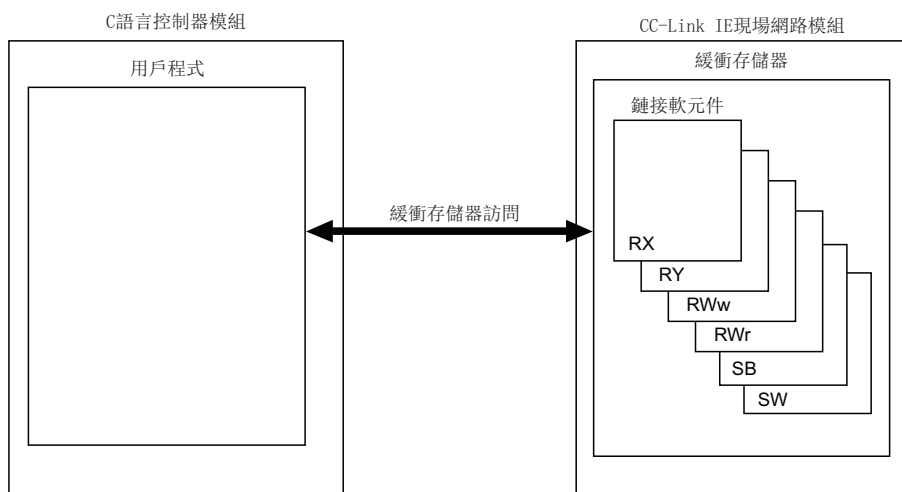 C語言控制器模組
用戶程式
緩衝存儲器訪問
CC-Link IE現場網路模組
緩衝存儲器
鏈接軟元件
RX
RY
RWw
RWr
SB
SW